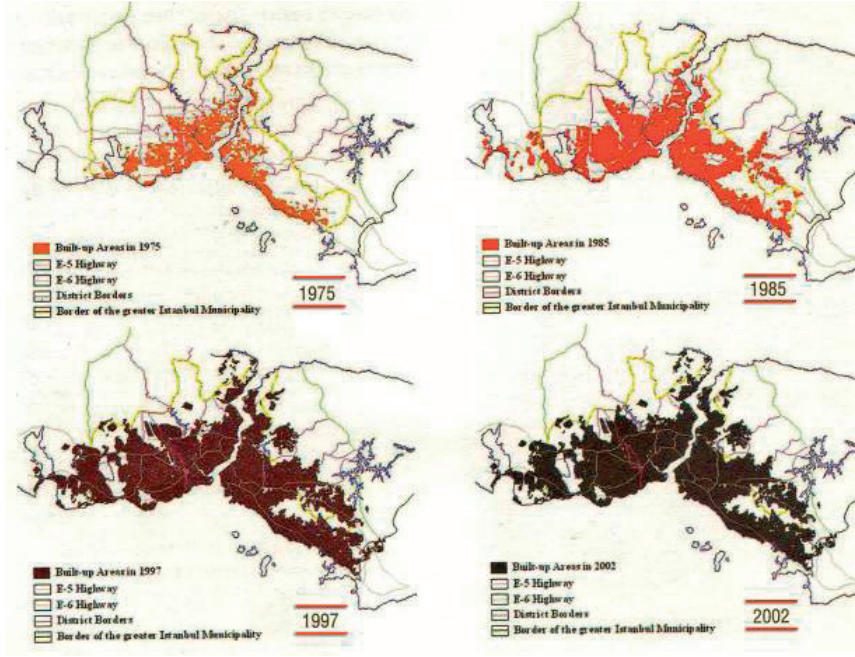 Built-up Areas in 1975
E-5 Highway
E-6 Highway
District Borders
Border of the greater Istanbul Municipality
1975
Built-up Areas in 1985
E-5 Highway
E-6 Highway
District Borders
Border of the greater Istanbul Municipality
1985
Built-up Areas in 1997
E-5 Highway
E-6 Highway
District Borders
Border of the greater Istanbul Municipality
1997
Built-up Areas in 2002
E-5 Highway
E-6 Highway
District Borders
Border of the greater Istanbul Municipality
2002